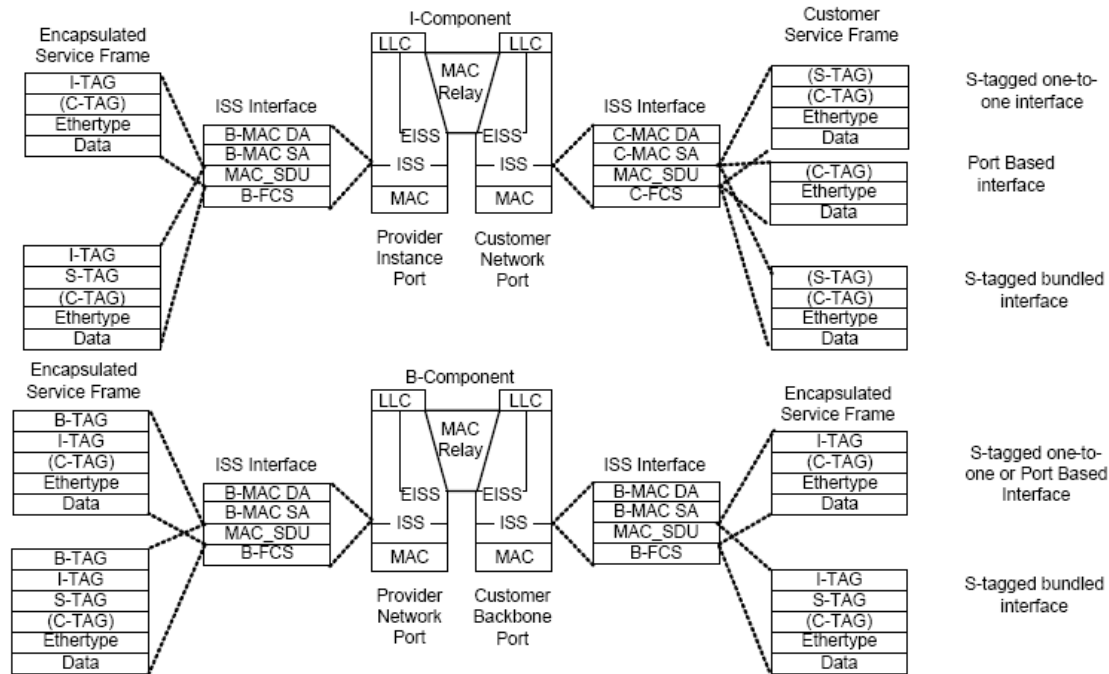 I-Component
Encapsulated
Service Frame
I-TAG
(C-TAG)
Ethertype
Data
I-TAG
S-TAG
(C-TAG)
Ethertype
Data
ISS Interface
B-MAC DA
B-MAC SA
MAC_SDU
B-FCS
LLC
LLC
MAC
Relay
EISS
EISS
ISS
ISS
MAC
MAC
Provider
Instance
Port
Customer
Network
Port
ISS Interface
C-MAC DA
C-MAC SA
MAC_SDU
C-FCS
Customer
Service Frame
(S-TAG)
(C-TAG)
Ethertype
Data
(C-TAG)
Ethertype
Data
(S-TAG)
(C-TAG)
Ethertype
Data
S-tagged one-to-
one interface
Port Based
interface
S-tagged bundled
interface
B-Component
Encapsulated
Service Frame
B-TAG
I-TAG
(C-TAG)
Ethertype
Data
B-TAG
I-TAG
S-TAG
(C-TAG)
Ethertype
Data
ISS Interface
B-MAC DA
B-MAC SA
MAC_SDU
B-FCS
LLC
LLC
MAC
Relay
EISS
EISS
ISS
ISS
MAC
MAC
Provider
Network
Port
Customer
Backbone
Port
ISS Interface
B-MAC DA
B-MAC SA
MAC_SDU
B-FCS
Encapsulated
Service Frame
I-TAG
(C-TAG)
Ethertype
Data
I-TAG
S-TAG
(C-TAG)
Ethertype
Data
S-tagged one-to-
one or Port Based
Interface
S-tagged bundled
interface